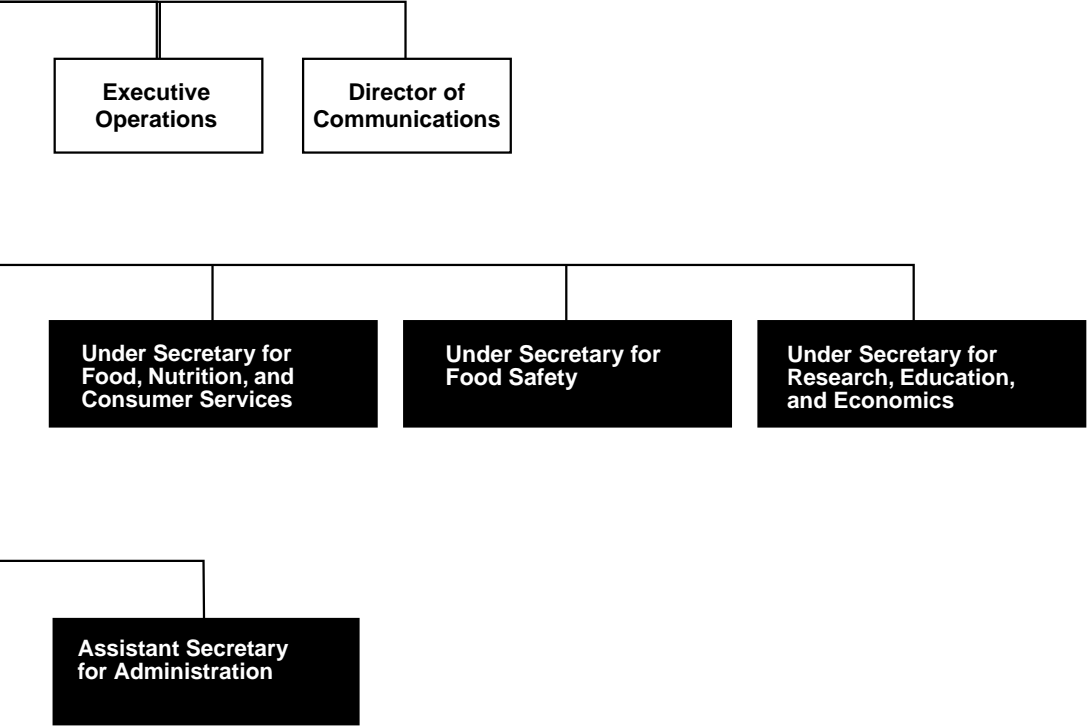 Executive
Operations
Director of
Communications
Under Secretary for
Food, Nutrition, and
Consumer Services
Under Secretary for
Food Safety
Under Secretary for
Research, Education,
and Economics
Assistant Secretary
for Administration